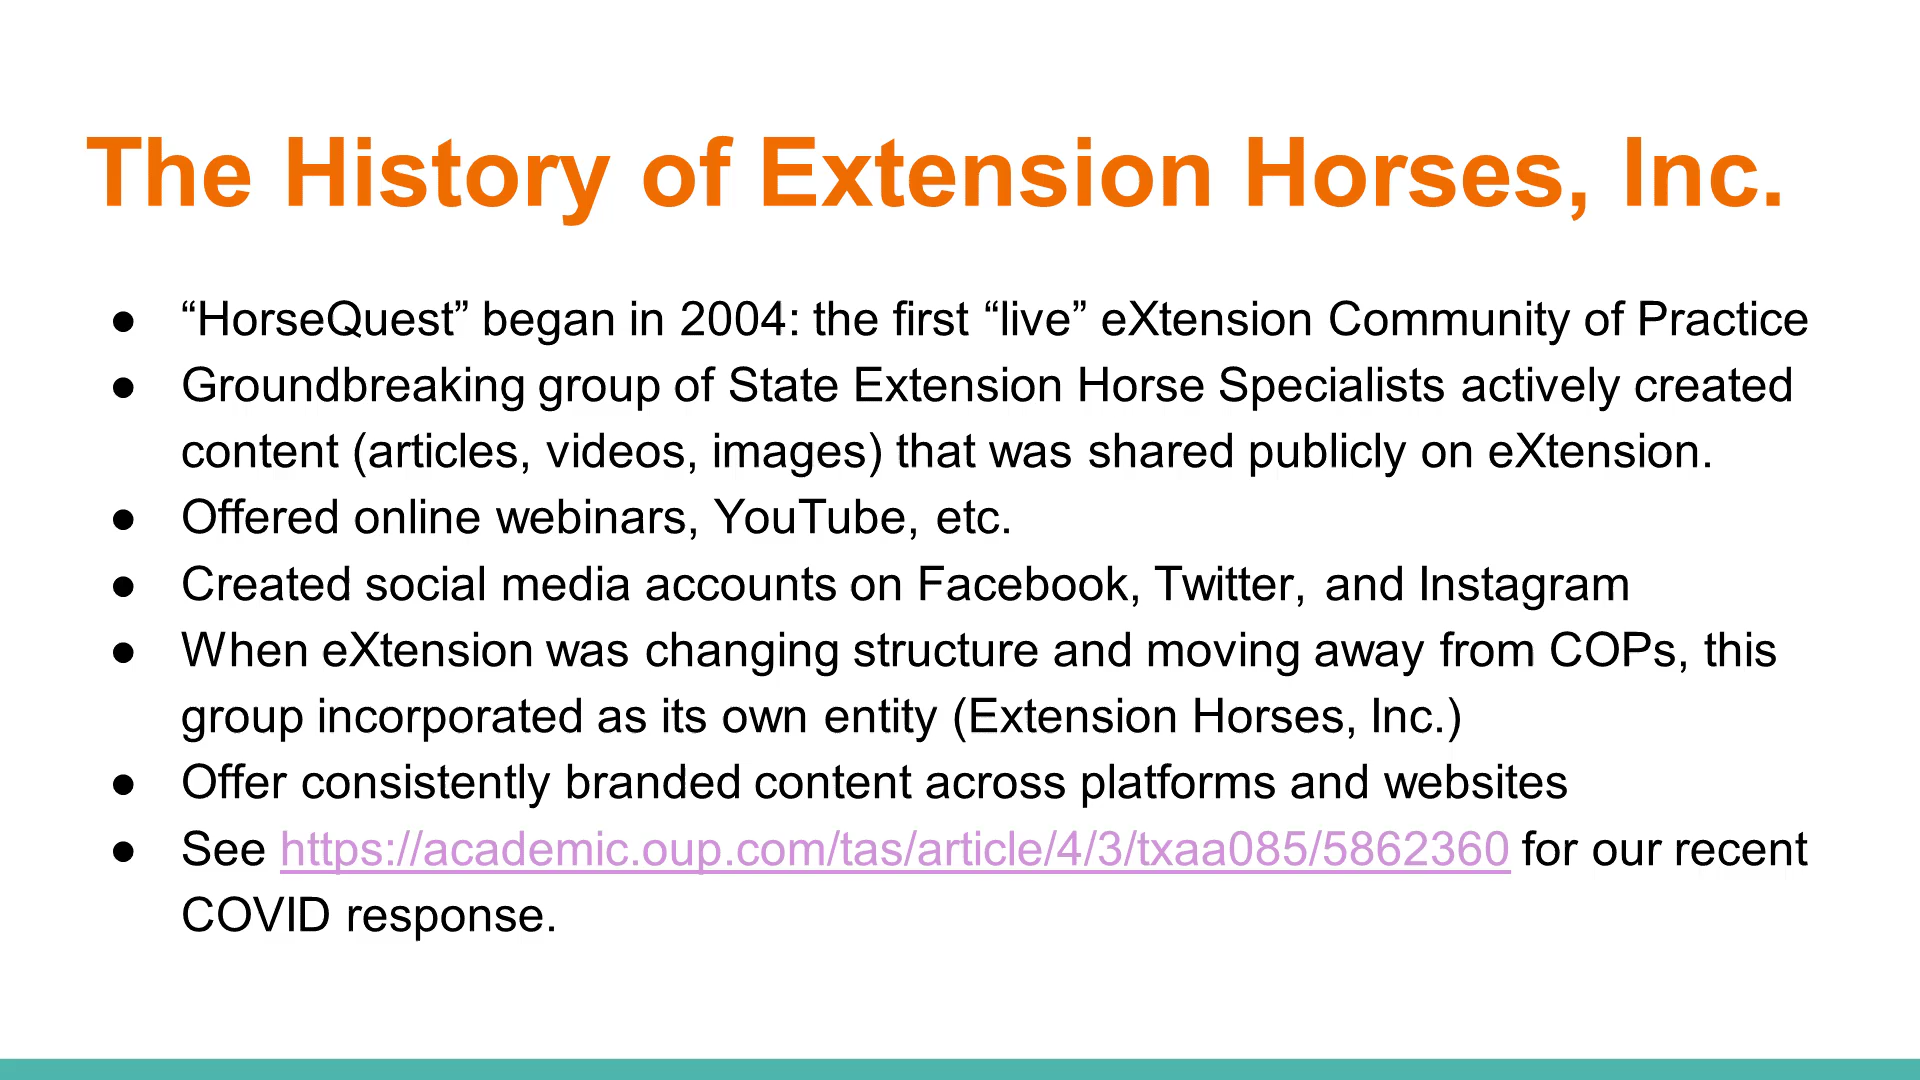 The History of Extension Horses, Inc.
● “HorseQuest” began in 2004: the first “live” eXtension Community of Practice
● Groundbreaking group of State Extension Horse Specialists actively created
content (articles, videos, images) that was shared publicly on eXtension.
● Offered online webinars, YouTube, etc.
● Created social media accounts on Facebook, Twitter, and Instagram
● When eXtension was changing structure and moving away from COPs, this
group incorporated as its own entity (Extension Horses, Inc.)
● Offer consistently branded content across platforms and websites
● See https://academic.oup.com/tas/article/4/3/txaa085/5862360 for our recent
COVID response.